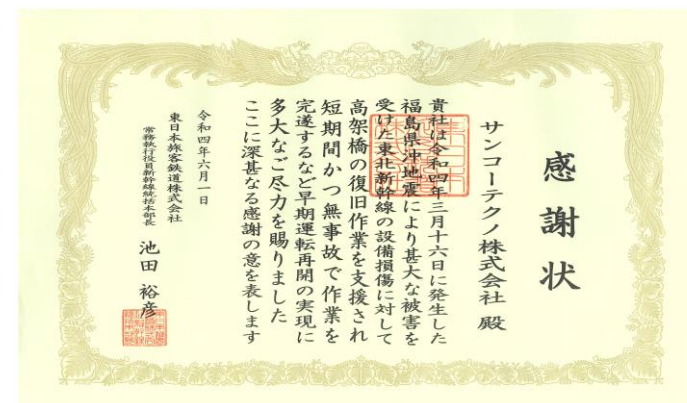 感謝状
サンコーテクノ株式会社 殿
貴社は令和四年三月十六日に発生した
福島県沖地震により甚大な被害を
受けた東北新幹線の設備損傷に対して
高架橋の復旧作業を支援され
短期間かつ無事故で作業を
完遂するなど早期運転再開の実現に
多大なご尽力を賜りました
ここに深甚なる感謝の意を表します
令和四年六月一日
東日本旅客鉄道株式会社
常務執行役員新幹線統括本部長
池田 裕彦